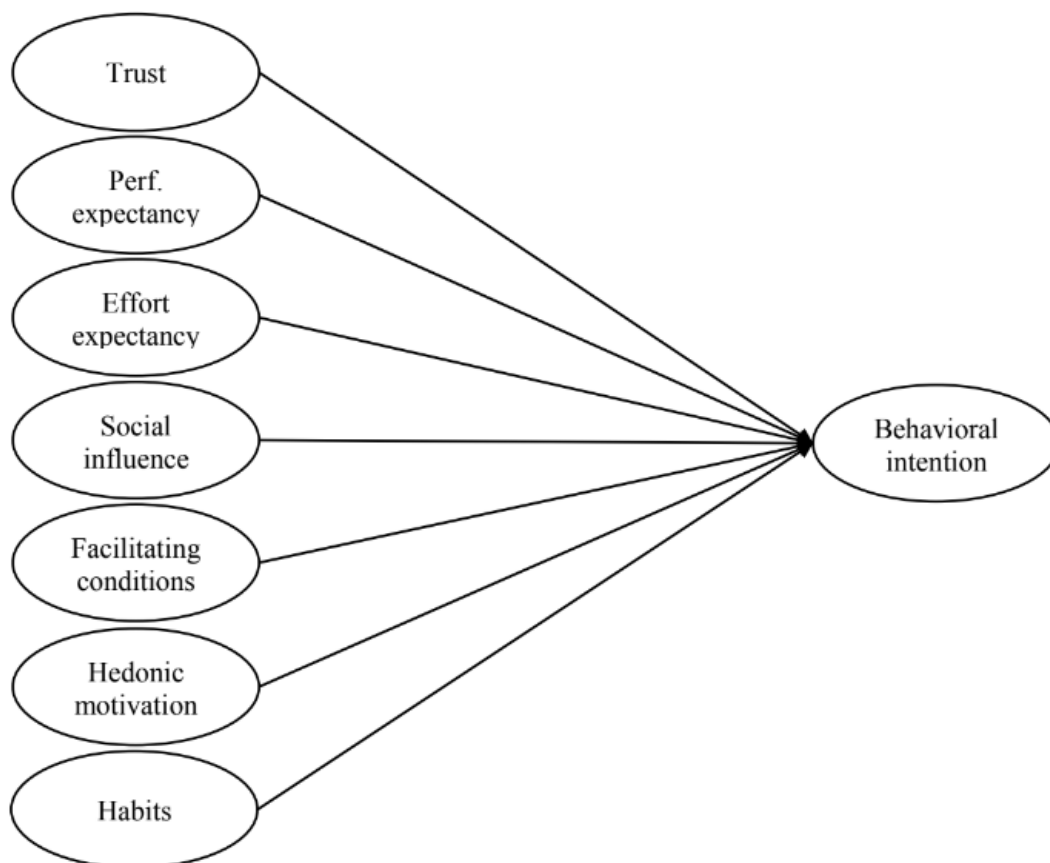 Trust
Perf.
expectancy
Effort
expectancy
Social
influence
Facilitating
conditions
Hedonic
motivation
Habits
Behavioral
intention